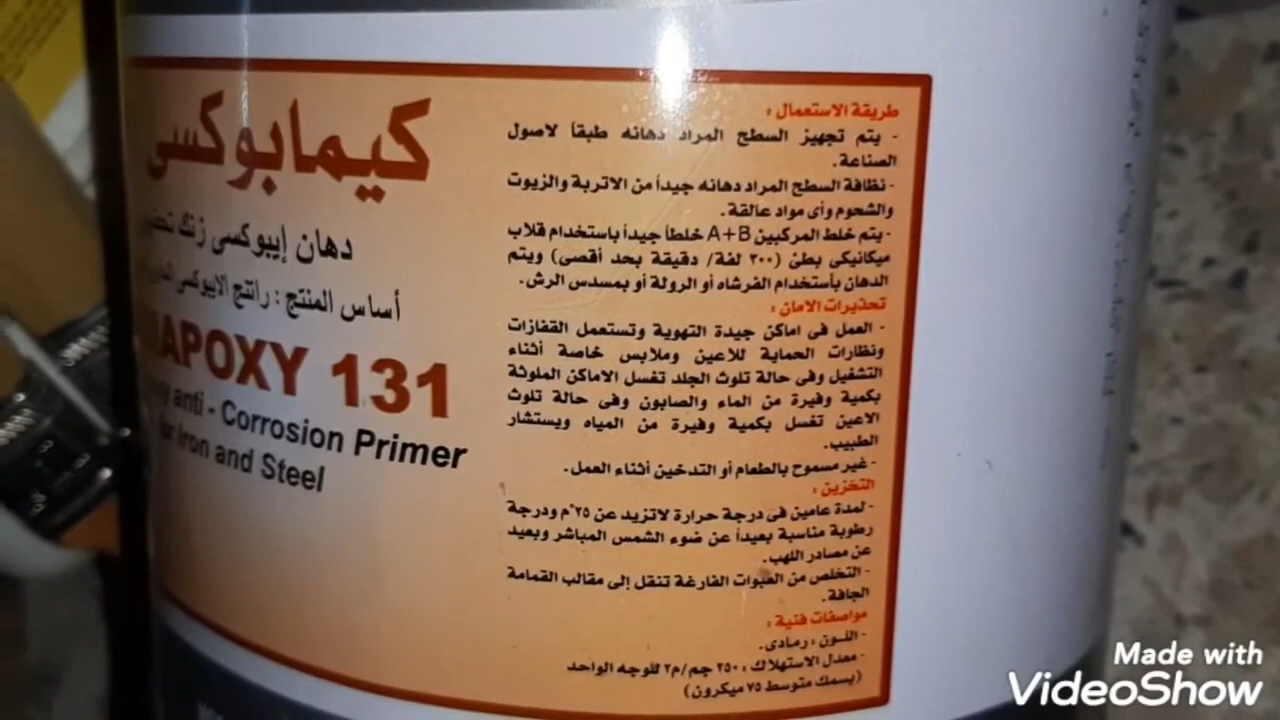 كيمابوكسى
دهان إيبوكسى زنك
أساس المنتج : راتنج الايبوكسى
APOXY 131
anti - Corrosion Primer
Iron and Steel
طريقة الاستعمال :
- يتم تجهيز السطح المراد دهانه طبقاً لاصول
الصناعة.
- نظافة السطح المراد دهانه جيداً من الاتربة والزيوت
والشحوم وأى مواد عالقة.
- يتم خلط المركبين A+B خلطاً جيداً باستخدام قلاب
ميكانيكى بطئ (٣٠٠ لفة/ دقيقة بحد أقصى) ويتم
الدهان بأستخدام الفرشاه أو الرولة أو بمسدس الرش.
تحذيرات الامان :
- العمل فى اماكن جيدة التهوية وتستعمل القفازات
ونظارات الحماية للاعين وملابس خاصة أثناء
التشغيل وفى حالة تلوث الجلد تغسل الاماكن الملوثة
بكمية وفيرة من الماء والصابون وفى حالة تلوث
الاعين تغسل بكمية وفيرة من المياه ويستشار
الطبيب.
- غير مسموح بالطعام أو التدخين أثناء العمل.
التخزين :
- لمدة عامين فى درجة حرارة لاتزيد عن ٢٥°م ودرجة
رطوبة مناسبة بعيداً عن ضوء الشمس المباشر وبعيد
عن مصادر اللهب.
- التخلص من العبوات الفارغة تنقل إلى مقالب القمامة
الجافة.
مواصفات فنية :
- اللون : رمادى.
- معدل الاستهلاك : ٢٥٠ جم/م٢ للوجه الواحد
(بسمك متوسط ٧٥ ميكرون)
Made with
VideoShow